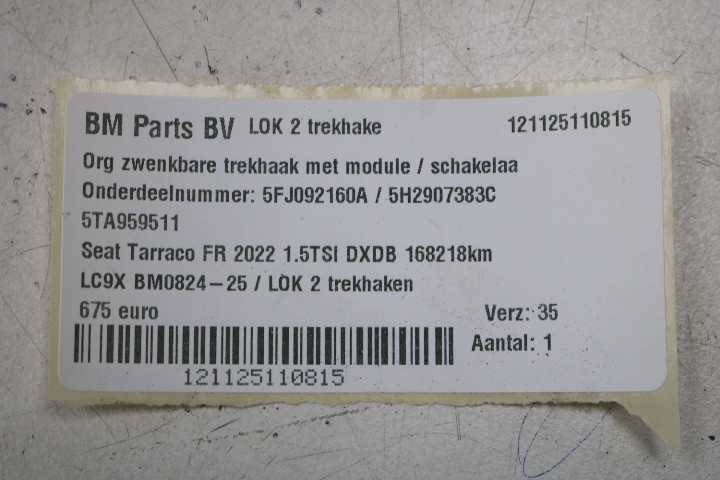 BM Parts BV LOK 2 trekhake 121125110815
Org zwenkbare trekhaak met module / schakelaa
Onderdeelnummer: 5FJ092160A / 5H2907383C
5TA959511
Seat Tarraco FR 2022 1.5TSI DXDB 168218km
LC9X BM0824-25 / LOK 2 trekhaken
675 euro Verz: 35
Aantal: 1
121125110815